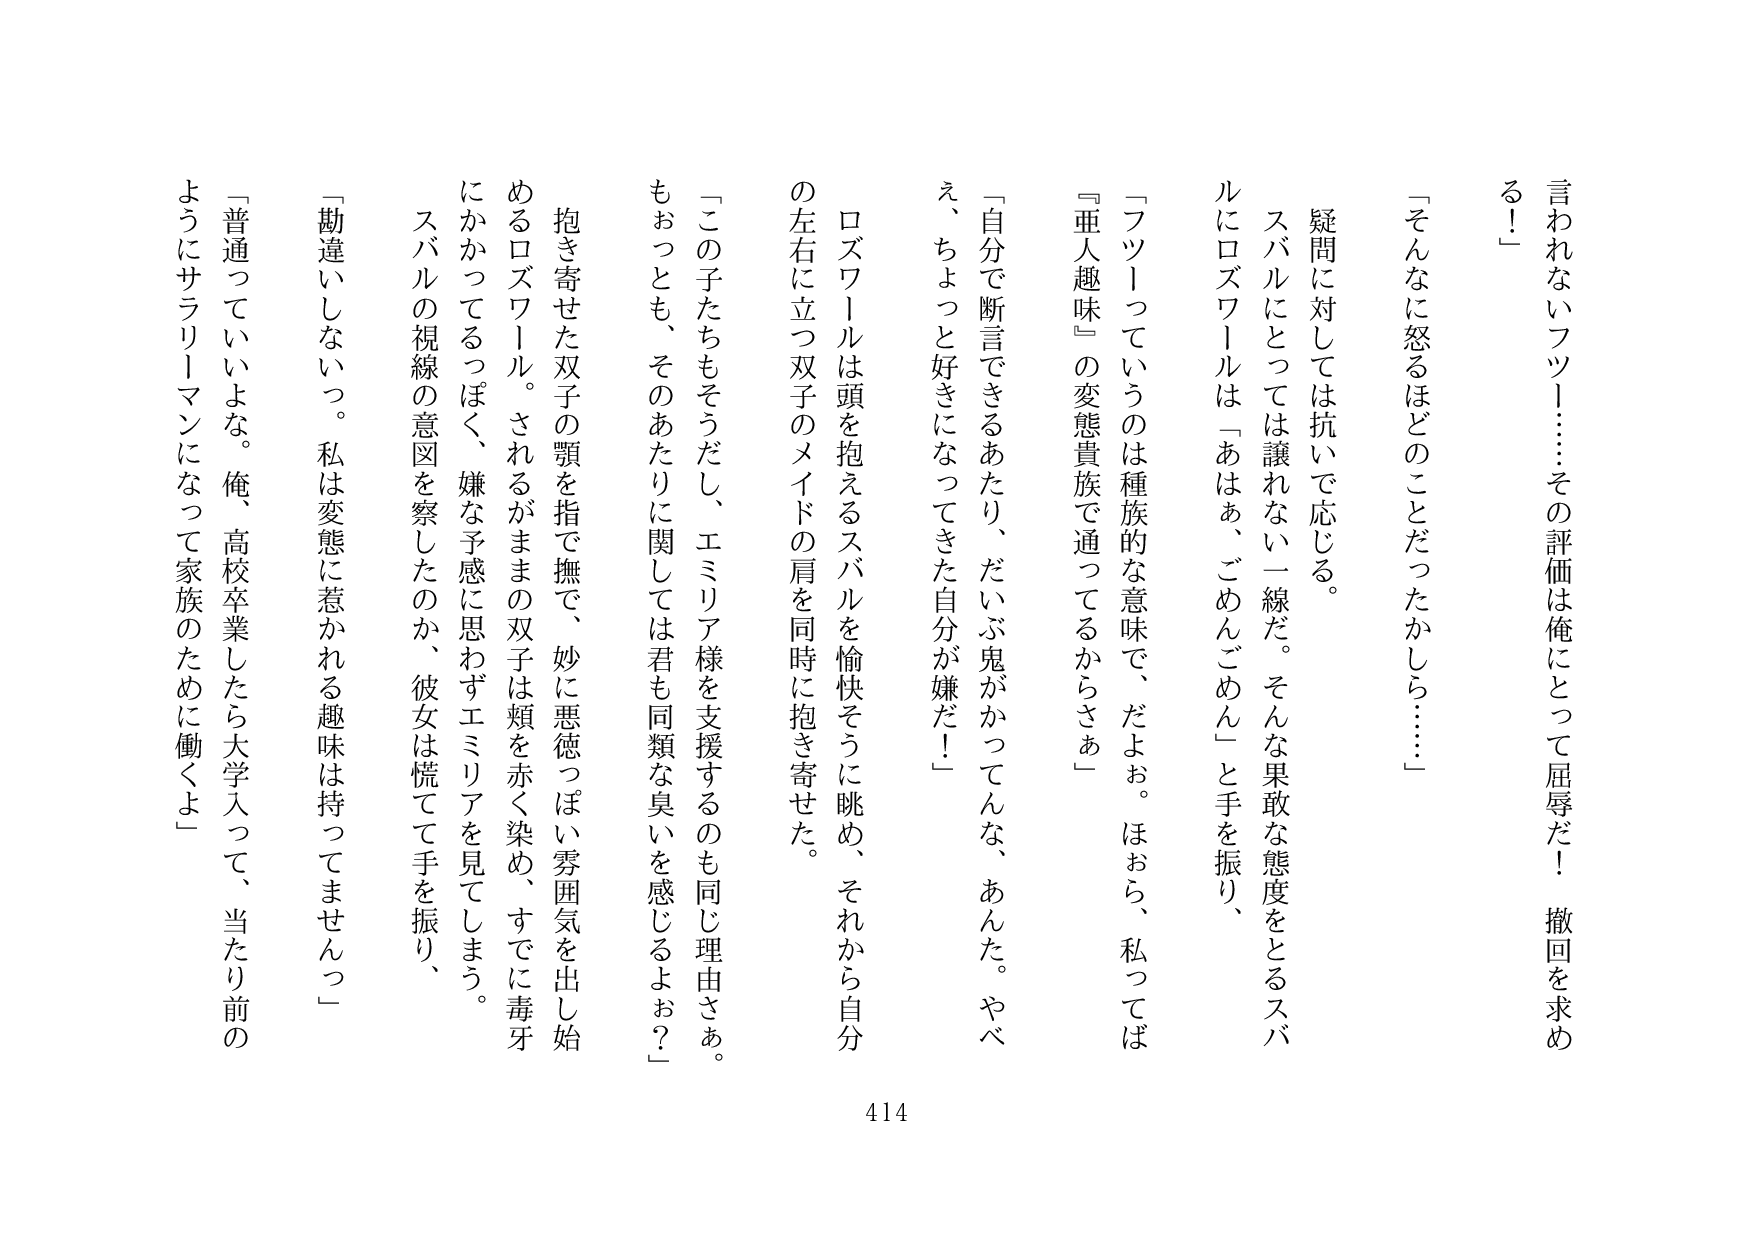 言われないフツー……その評価は俺にとって屈辱だ！　撤回を求め
る！」
「そんなに怒るほどのことだったかしら……」
　疑問に対しては抗いで応じる。
　スバルにとっては譲れない一線だ。そんな果敢な態度をとるスバ
ルにロズワールは「あはぁ、ごめんごめん」と手を振り、
「フツーっていうのは種族的な意味で、だよぉ。ほおら、私ってば
『亜人趣味』の変態貴族で通ってるからさぁ」
「自分で断言できるあたり、だいぶ鬼がかってんな、あんた。やべ
え、ちょっと好きになってきた自分が嫌だ！」
　ロズワールは頭を抱えるスバルを愉快そうに眺め、それから自分
の左右に立つ双子のメイドの肩を同時に抱き寄せた。
「この子たちもそうだし、エミリア様を支援するのも同じ理由さぁ。
もぉっとも、そのあたりに関しては君も同類な臭いを感じるよぉ？」
　抱き寄せた双子の顎を指で撫で、妙に悪徳っぽい雰囲気を出し始
めるロズワール。されるがままの双子は頬を赤く染め、すでに毒牙
にかかってるっぽく、嫌な予感に思わずエミリアを見てしまう。
　スバルの視線の意図を察したのか、彼女は慌てて手を振り、
「勘違いしないっ。私は変態に惹かれる趣味は持ってませんっ」
「普通っていいよな。俺、高校卒業したら大学入って、当たり前の
ようにサラリーマンになって家族のために働くよ」
414